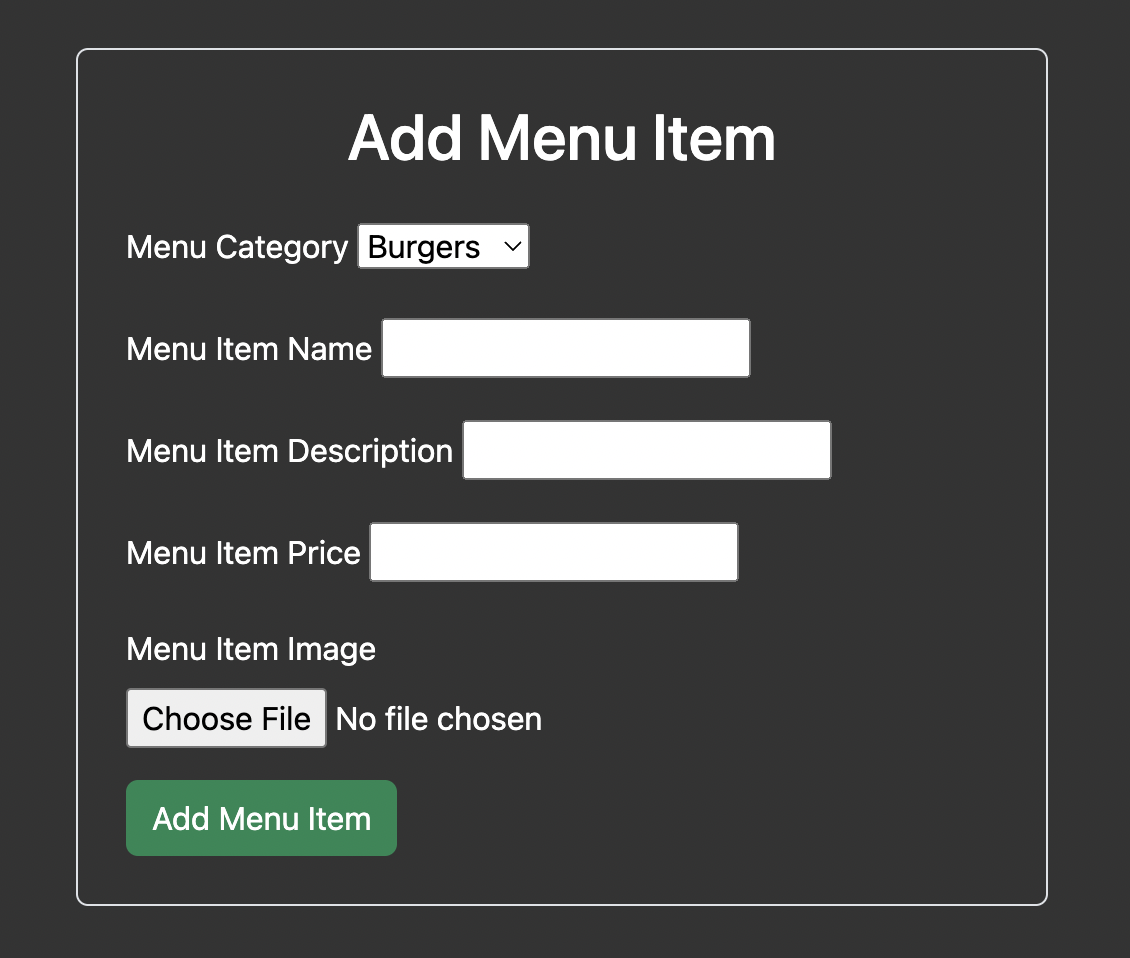 Add Menu Item
Menu Category Burgers
Menu Item Name
Menu Item Description
Menu Item Price
Menu Item Image
Choose File No file chosen
Add Menu Item